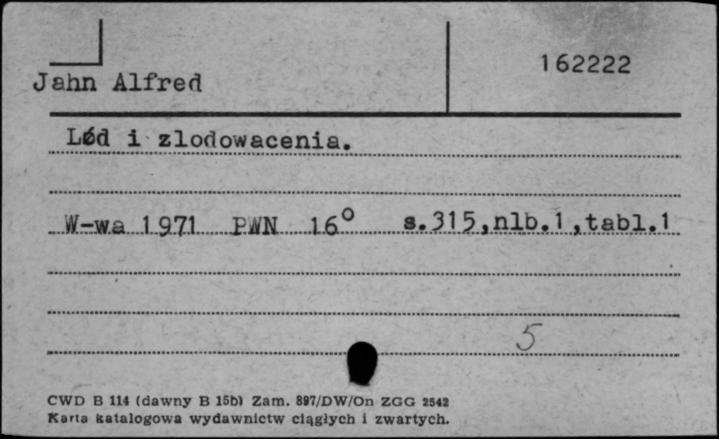 162222
Jahn Alfred
Lód i zlodowacenia.
W-wa 1971 PWN 16° s.315,nlb.1,tabl.1
5
CWD B 114 (dawny B 15b) Zam. 897/DW/On ZGG 2542
Karta katalogowa wydawnictw ciągłych i zwartych.